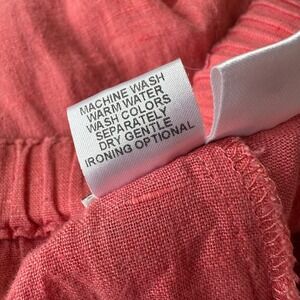 MACHINE WASH
WARM WATER
WASH COLORS
SEPARATELY
DRY GENTLE
IRONING OPTIONAL